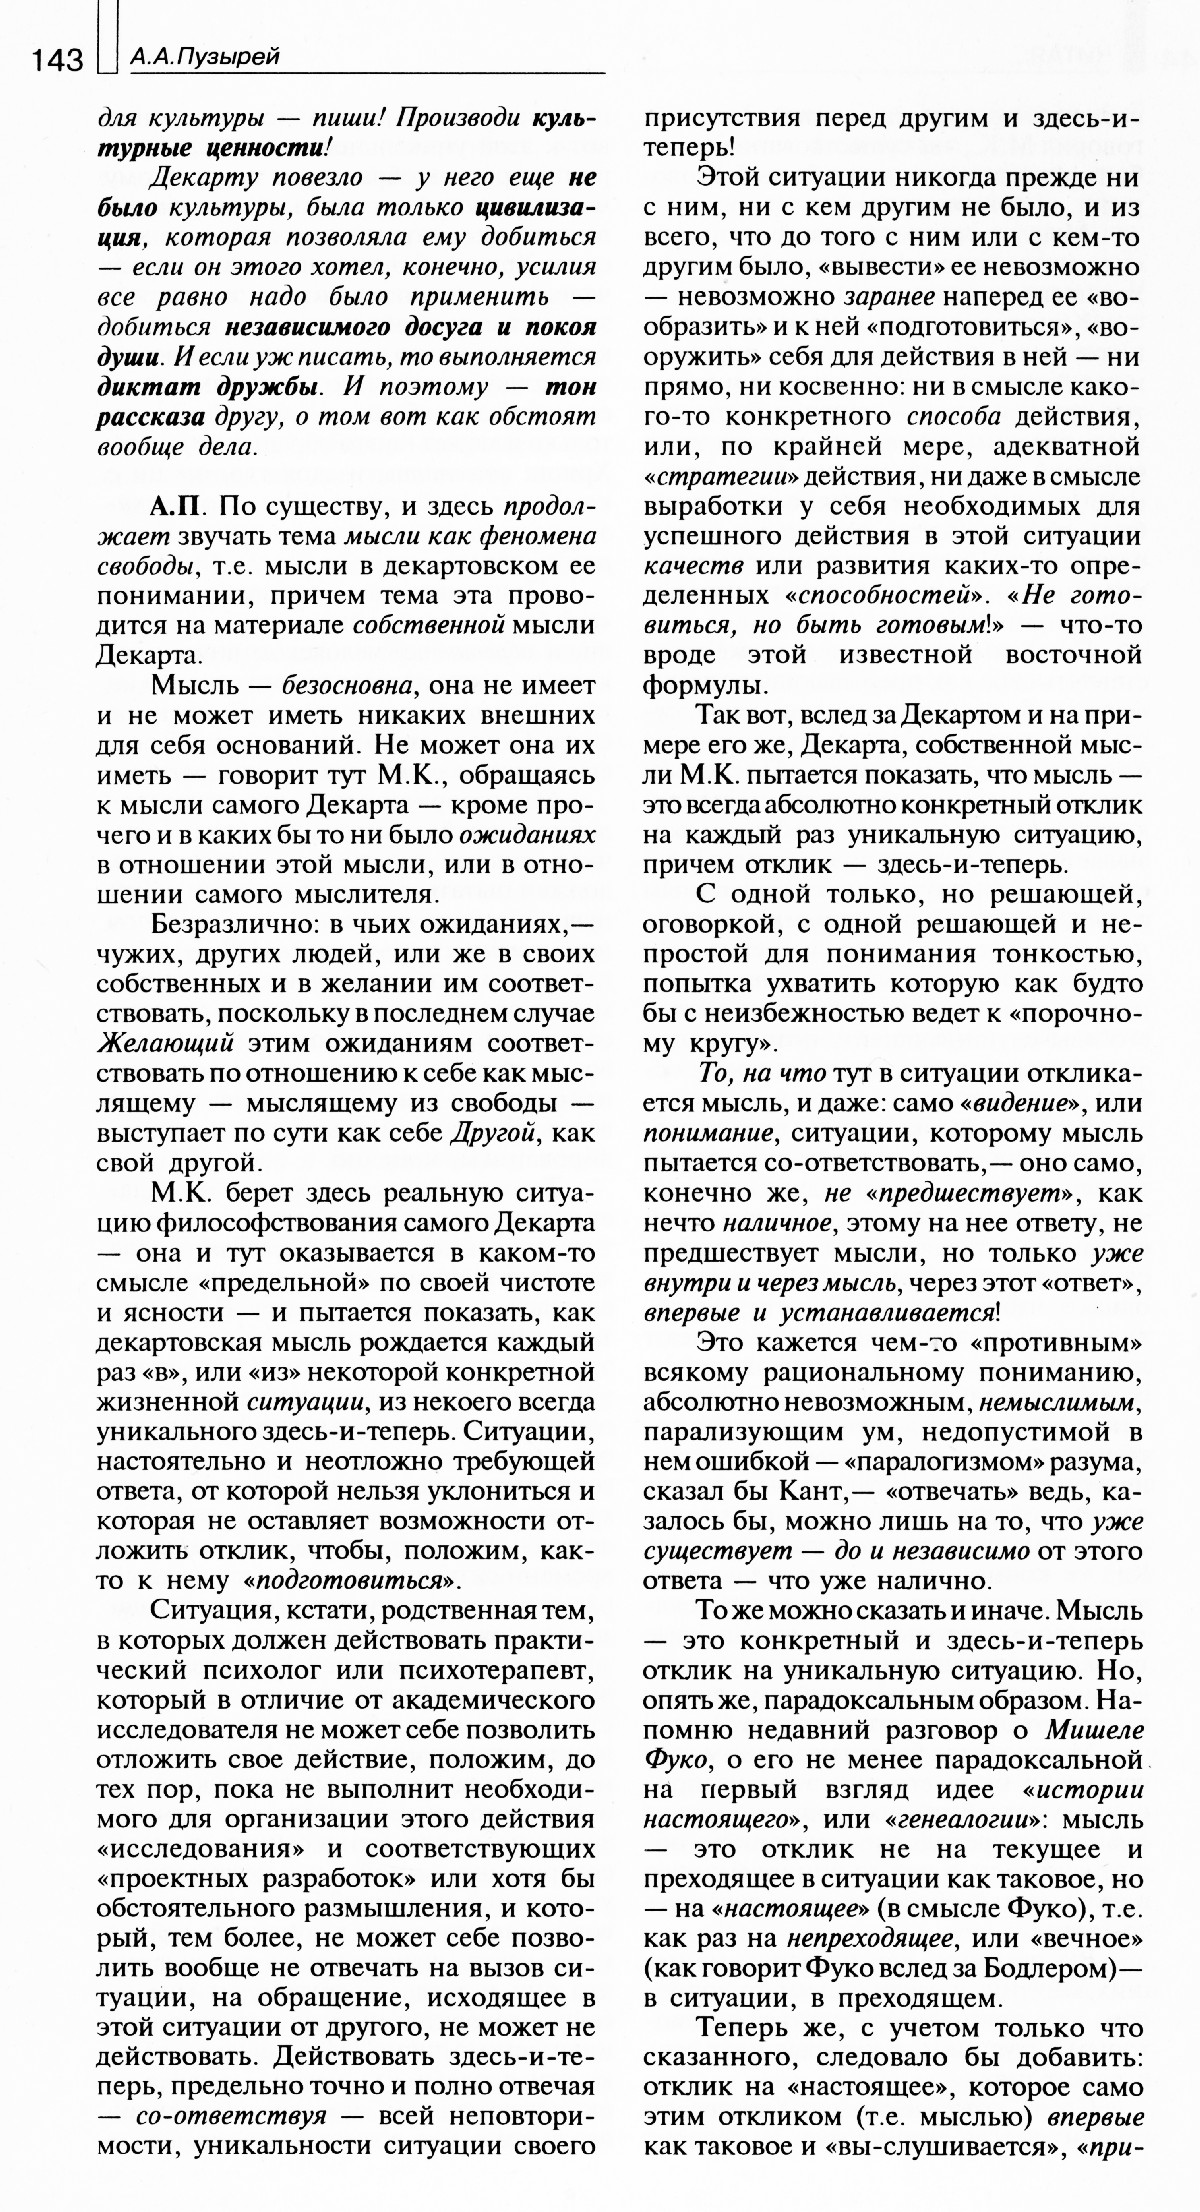 143
А.А.Пузырей
для культуры — пиши! Производи куль-
турные ценности!
Декарту повезло — у него еще не
было культуры, была только цивилиза-
ция, которая позволяла ему добиться
— если он этого хотел, конечно, усилия
все равно надо было применить —
добиться независимого досуга и покоя
души. И если уж писать, то выполняется
диктат дружбы. И поэтому — тон
рассказа другу, о том вот как обстоят
вообще дела.
А.П. По существу, и здесь продол-
жает звучать тема мысли как феномена
свободы, т.е. мысли в декартовском ее
понимании, причем тема эта прово-
дится на материале собственной мысли
Декарта.
Мысль — безосновна, она не имеет
и не может иметь никаких внешних
для себя оснований. Не может она их
иметь — говорит тут М.К., обращаясь
к мысли самого Декарта — кроме про-
чего и в каких бы то ни было ожиданиях
в отношении этой мысли, или в отно-
шении самого мыслителя.
Безразлично: в чьих ожиданиях,—
чужих, других людей, или же в своих
собственных и в желании им соответ-
ствовать, поскольку в последнем случае
Желающий этим ожиданиям соответ-
ствовать по отношению к себе как мыс-
лящему — мыслящему из свободы —
выступает по сути как себе Другой, как
свой другой.
М.К. берет здесь реальную ситуа-
цию философствования самого Декарта
— она и тут оказывается в каком-то
смысле «предельной» по своей чистоте
и ясности — и пытается показать, как
декартовская мысль рождается каждый
раз «в», или «из» некоторой конкретной
жизненной ситуации, из некоего всегда
уникального здесь-и-теперь. Ситуации,
настоятельно и неотложно требующей
ответа, от которой нельзя уклониться и
которая не оставляет возможности от-
ложить отклик, чтобы, положим, как-
то к нему «подготовиться».
Ситуация, кстати, родственная тем,
в которых должен действовать практи-
ческий психолог или психотерапевт,
который в отличие от академического
исследователя не может себе позволить
отложить свое действие, положим, до
тех пор, пока не выполнит необходи-
мого для организации этого действия
«исследования» и соответствующих
«проектных разработок» или хотя бы
обстоятельного размышления, и кото-
рый, тем более, не может себе позво-
лить вообще не отвечать на вызов си-
туации, на обращение, исходящее в
этой ситуации от другого, не может не
действовать. Действовать здесь-и-те-
перь, предельно точно и полно отвечая
— со-ответствуя — всей неповтори-
мости, уникальности ситуации своего
присутствия перед другим и здесь-и-
теперь!
Этой ситуации никогда прежде ни
с ним, ни с кем другим не было, и из
всего, что до того с ним или с кем-то
другим было, «вывести» ее невозможно
— невозможно заранее наперед ее «во-
образить» и к ней «подготовиться», «во-
оружить» себя для действия в ней — ни
прямо, ни косвенно: ни в смысле како-
го-то конкретного способа действия,
или, по крайней мере, адекватной
«стратегии» действия, ни даже в смысле
выработки у себя необходимых для
успешного действия в этой ситуации
качеств или развития каких-то опре-
деленных «способностей». «Не гото-
виться, но быть готовым!» — что-то
вроде этой известной восточной
формулы.
Так вот, вслед за Декартом и на при-
мере его же, Декарта, собственной мыс-
ли М.К. пытается показать, что мысль —
это всегда абсолютно конкретный отклик
на каждый раз уникальную ситуацию,
причем отклик — здесь-и-теперь.
С одной только, но решающей,
оговоркой, с одной решающей и не-
простой для понимания тонкостью,
попытка ухватить которую как будто
бы с неизбежностью ведет к «порочно-
му кругу».
То, на что тут в ситуации отклика-
ется мысль, и даже: само «видение», или
понимание, ситуации, которому мысль
пытается со-ответствовать,— оно само,
конечно же, не «предшествует», как
нечто наличное, этому на нее ответу, не
предшествует мысли, но только уже
внутри и через мысль, через этот «ответ»,
впервые и устанавливается!
Это кажется чем-то «противным»
всякому рациональному пониманию,
абсолютно невозможным, немыслимым,
парализующим ум, недопустимой в
нем ошибкой — «паралогизмом» разума,
сказал бы Кант,— «отвечать» ведь, ка-
залось бы, можно лишь на то, что уже
существует — до и независимо от этого
ответа — что уже налично.
То же можно сказать и иначе. Мысль
— это конкретный и здесь-и-теперь
отклик на уникальную ситуацию. Но,
опять же, парадоксальным образом. На-
помню недавний разговор о Мишеле
Фуко, о его не менее парадоксальной
на первый взгляд идее «истории
настоящего», или «генеалогии»: мысль
— это отклик не на текущее и
преходящее в ситуации как таковое, но
— на «настоящее» (в смысле Фуко), т.е.
как раз на непреходящее, или «вечное»
(как говорит Фуко вслед за Бодлером)—
в ситуации, в преходящем.
Теперь же, с учетом только что
сказанного, следовало бы добавить:
отклик на «настоящее», которое само
этим откликом (т.е. мыслью) впервые
как таковое и «вы-слушивается», «при-